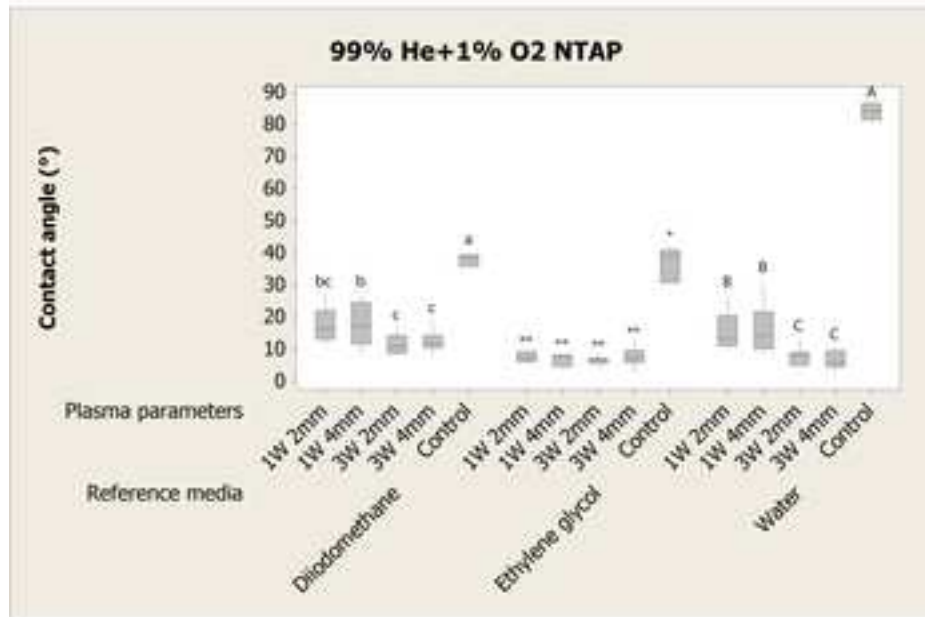 99% He+1% O2 NTAP
Contact angle (°)
90
80
70
60
50
40
30
20
10
0
bc
b
c
c
a
**
**
**
**
*
B
B
C
C
A
Plasma parameters
1W 2mm
1W 4mm
3W 2mm
3W 4mm
Control
1W 2mm
1W 4mm
3W 2mm
3W 4mm
Control
1W 2mm
1W 4mm
3W 2mm
3W 4mm
Control
Reference media
Diiodomethane
Ethylene glycol
Water